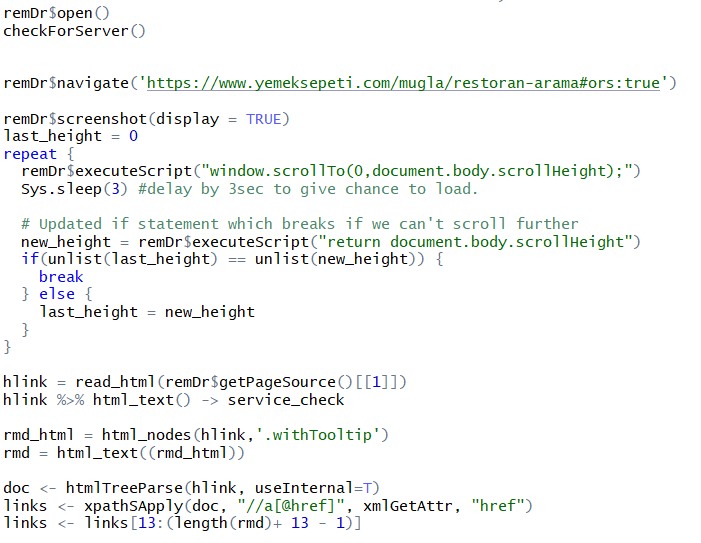 remDr$open()
checkForServer()
remDr$navigate('https://www.yemeksepeti.com/mugla/restoran-arama#ors:true')
remDr$screenshot(display = TRUE)
last_height = 0
repeat {
  remDr$executeScript("window.scrollTo(0,document.body.scrollHeight);")
  Sys.sleep(3) #delay by 3sec to give chance to load.
  # Updated if statement which breaks if we can't scroll further
  new_height = remDr$executeScript("return document.body.scrollHeight")
  if(unlist(last_height) == unlist(new_height)) {
    break
  } else {
    last_height = new_height
  }
}
hlink = read_html(remDr$getPageSource()[[1]])
hlink %>% html_text() -> service_check
rmd_html = html_nodes(hlink,'.withTooltip')
rmd = html_text((rmd_html))
doc <- htmlTreeParse(hlink, useInternal=T)
links <- xpathSApply(doc, "//a[@href]", xmlGetAttr, "href")
links <- links[13:(length(rmd)+ 13 - 1)]